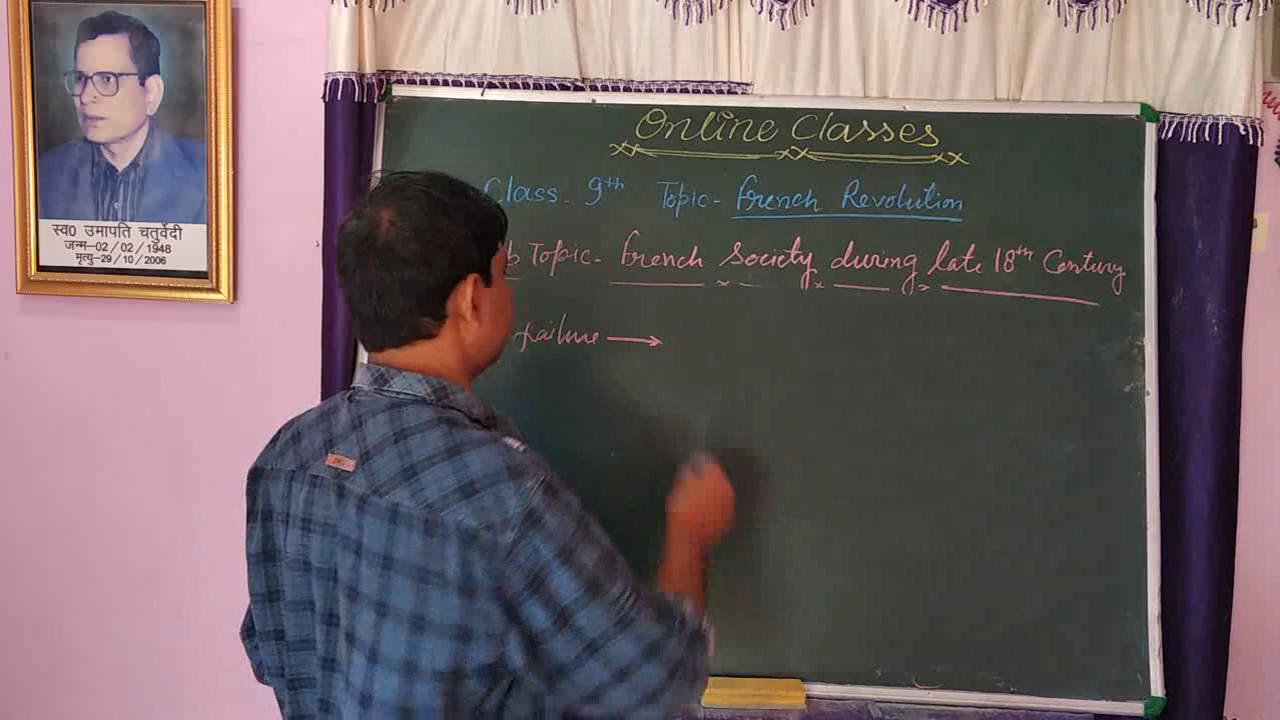 स्व0 उमापति चतुर्वेदी
जन्म–02/02/1948
मृत्यु-29/10/2006
Online Classes
Class - 9th Topic - French Revolution
b Topic - French Society during late 18th Century
failure →